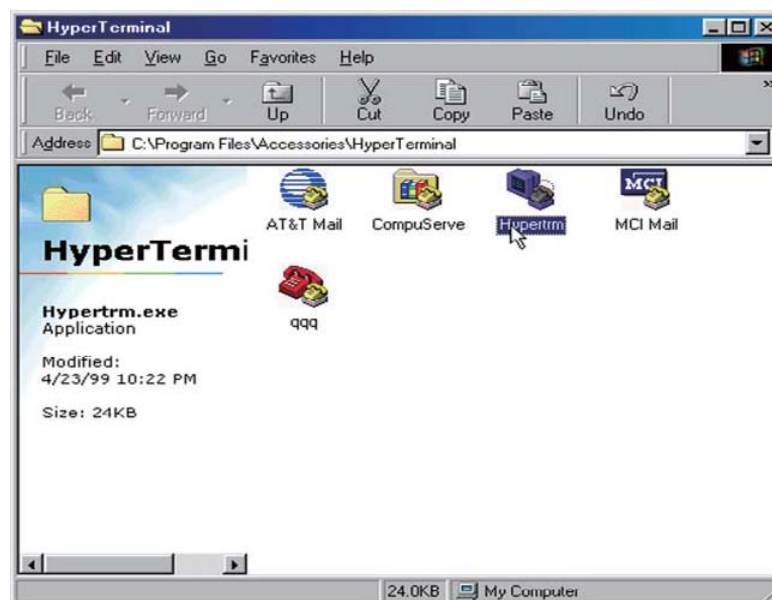 HyperTerminal
File Edit View Go Favorites Help
Back Forward Up Cut Copy Paste Undo
Address C:\Program Files\Accessories\HyperTerminal
AT&T Mail CompuServe Hypertrm MCI Mail
MCI
qqq
HyperTermi
Hypertrm.exe
Application
Modified:
4/23/99 10:22 PM
Size: 24KB
24.0KB My Computer